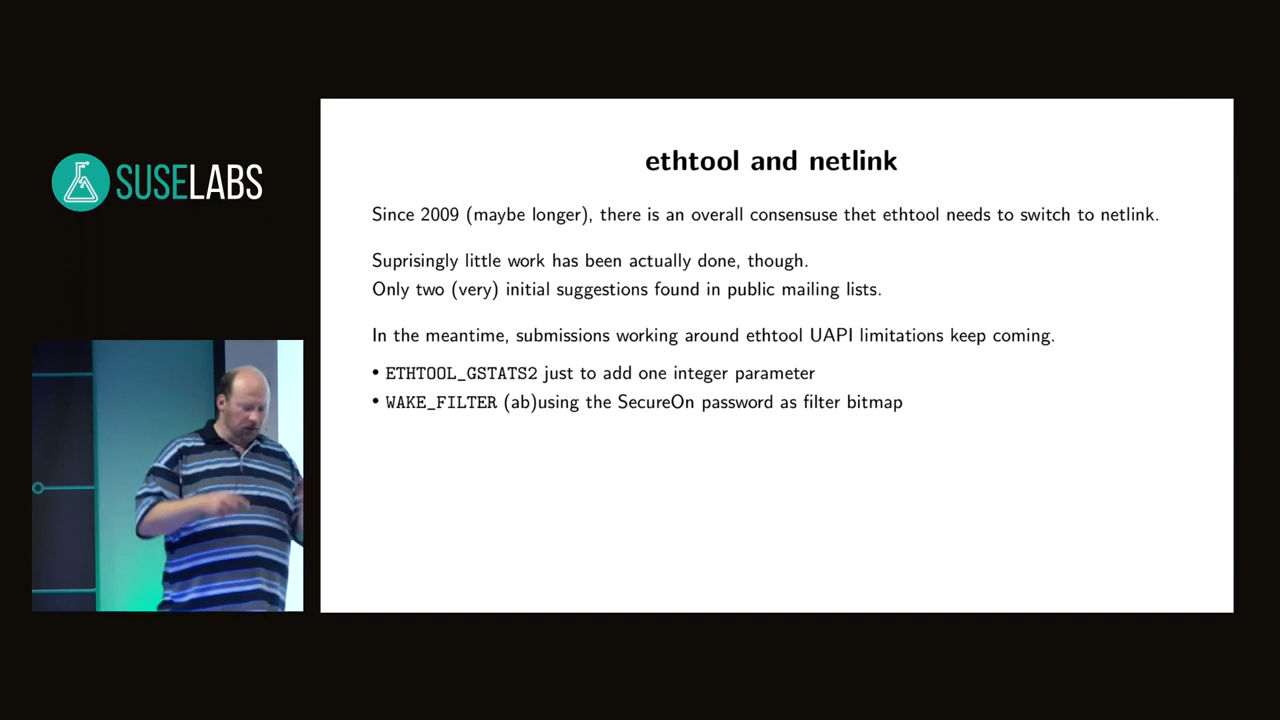 SUSELABS
ethtool and netlink
Since 2009 (maybe longer), there is an overall consensuse thet ethtool needs to switch to netlink.
Suprisingly little work has been actually done, though.
Only two (very) initial suggestions found in public mailing lists.
In the meantime, submissions working around ethtool UAPI limitations keep coming.
• ETHTOOL_GSTATS2 just to add one integer parameter
• WAKE_FILTER (ab)using the SecureOn password as filter bitmap